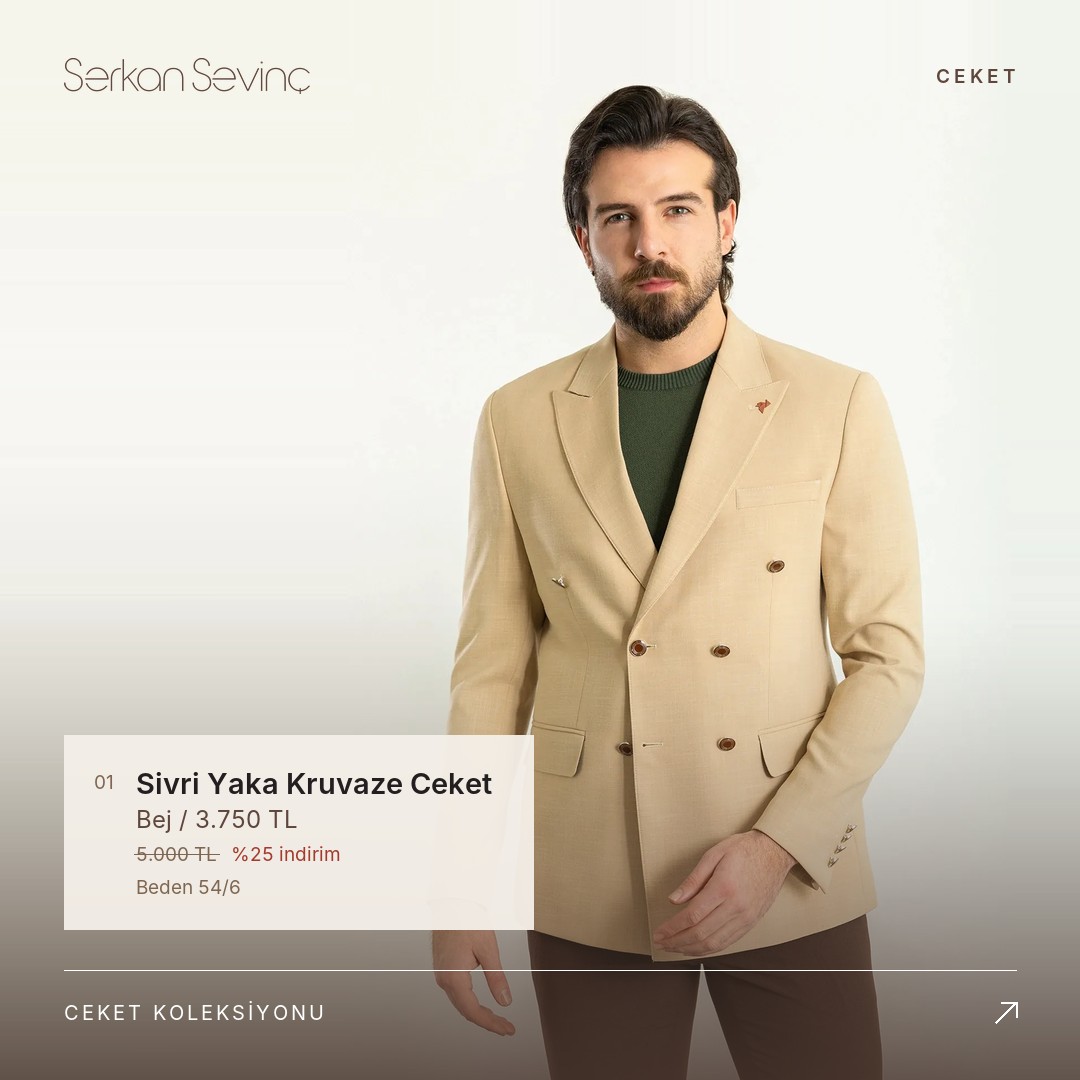 Serkan Sevinç
CEKET
01 Sivri Yaka Kruvaze Ceket
Bej / 3.750 TL
5.000 TL %25 indirim
Beden 54/6
CEKET KOLEKSİYONU